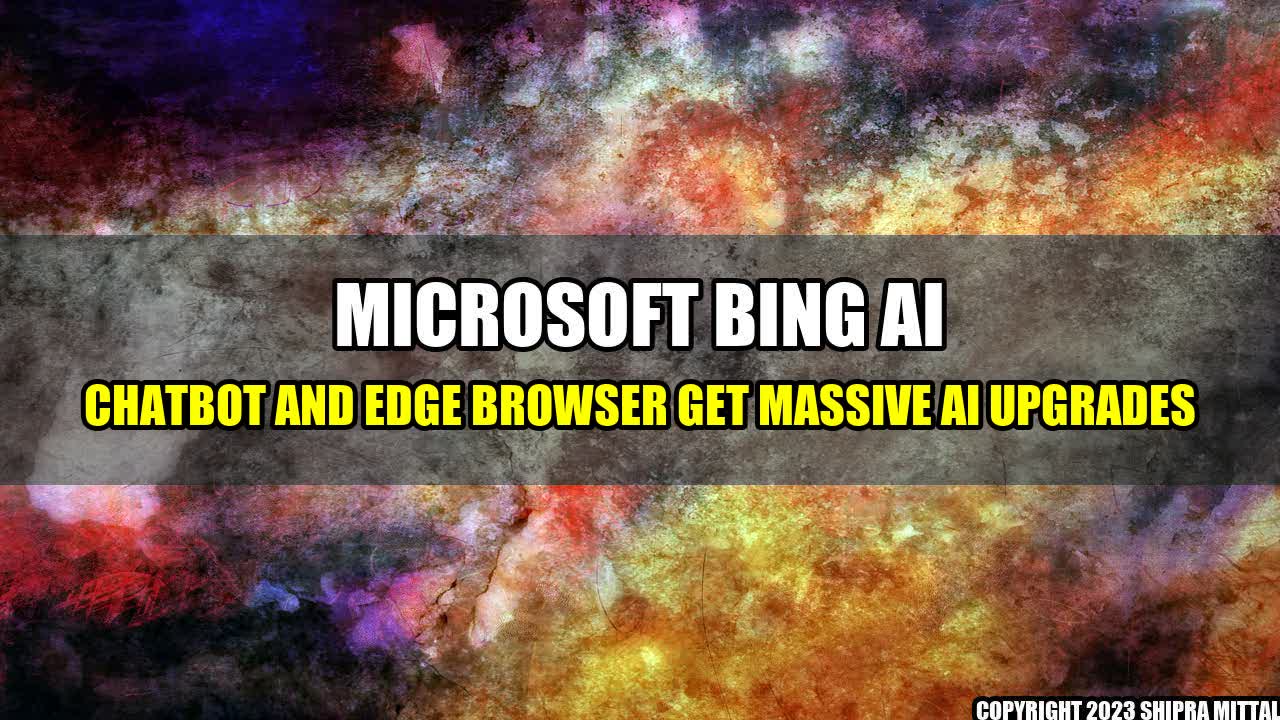 MICROSOFT BING AI
CHATBOT AND EDGE BROWSER GET MASSIVE AI UPGRADES
COPYRIGHT 2023 SHIPRA MITTAL